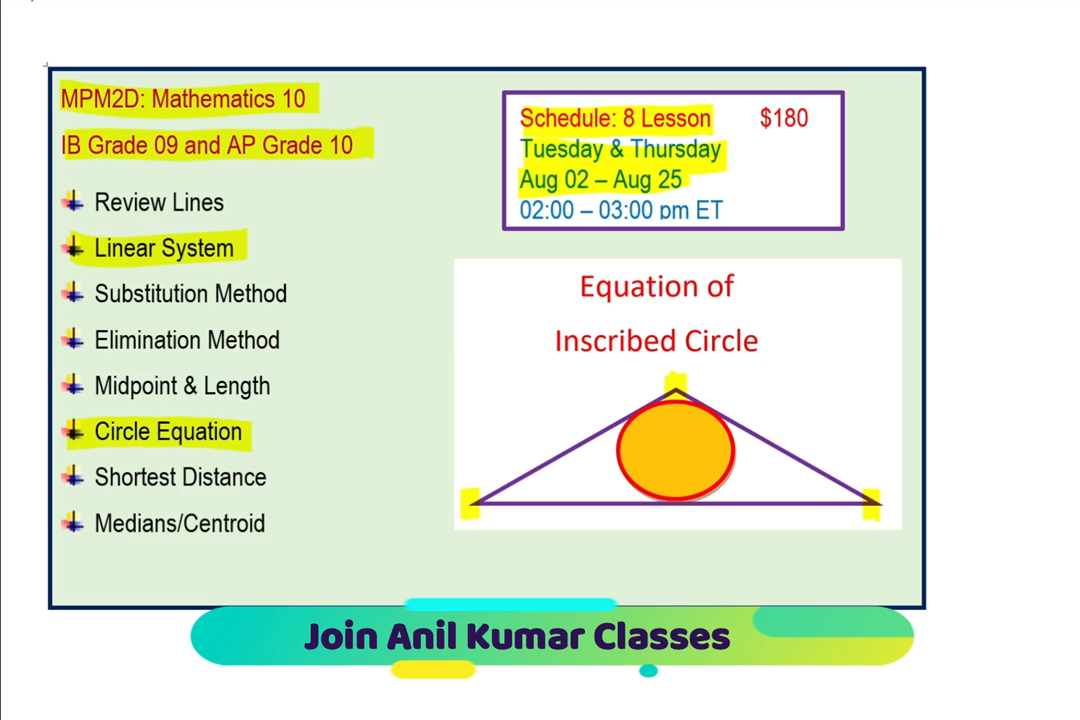 MPM2D: Mathematics 10
IB Grade 09 and AP Grade 10
Review Lines
Linear System
Substitution Method
Elimination Method
Midpoint & Length
Circle Equation
Shortest Distance
Medians/Centroid
Schedule: 8 Lesson $180
Tuesday & Thursday
Aug 02 – Aug 25
02:00 – 03:00 pm ET
Equation of
Inscribed Circle
Join Anil Kumar Classes